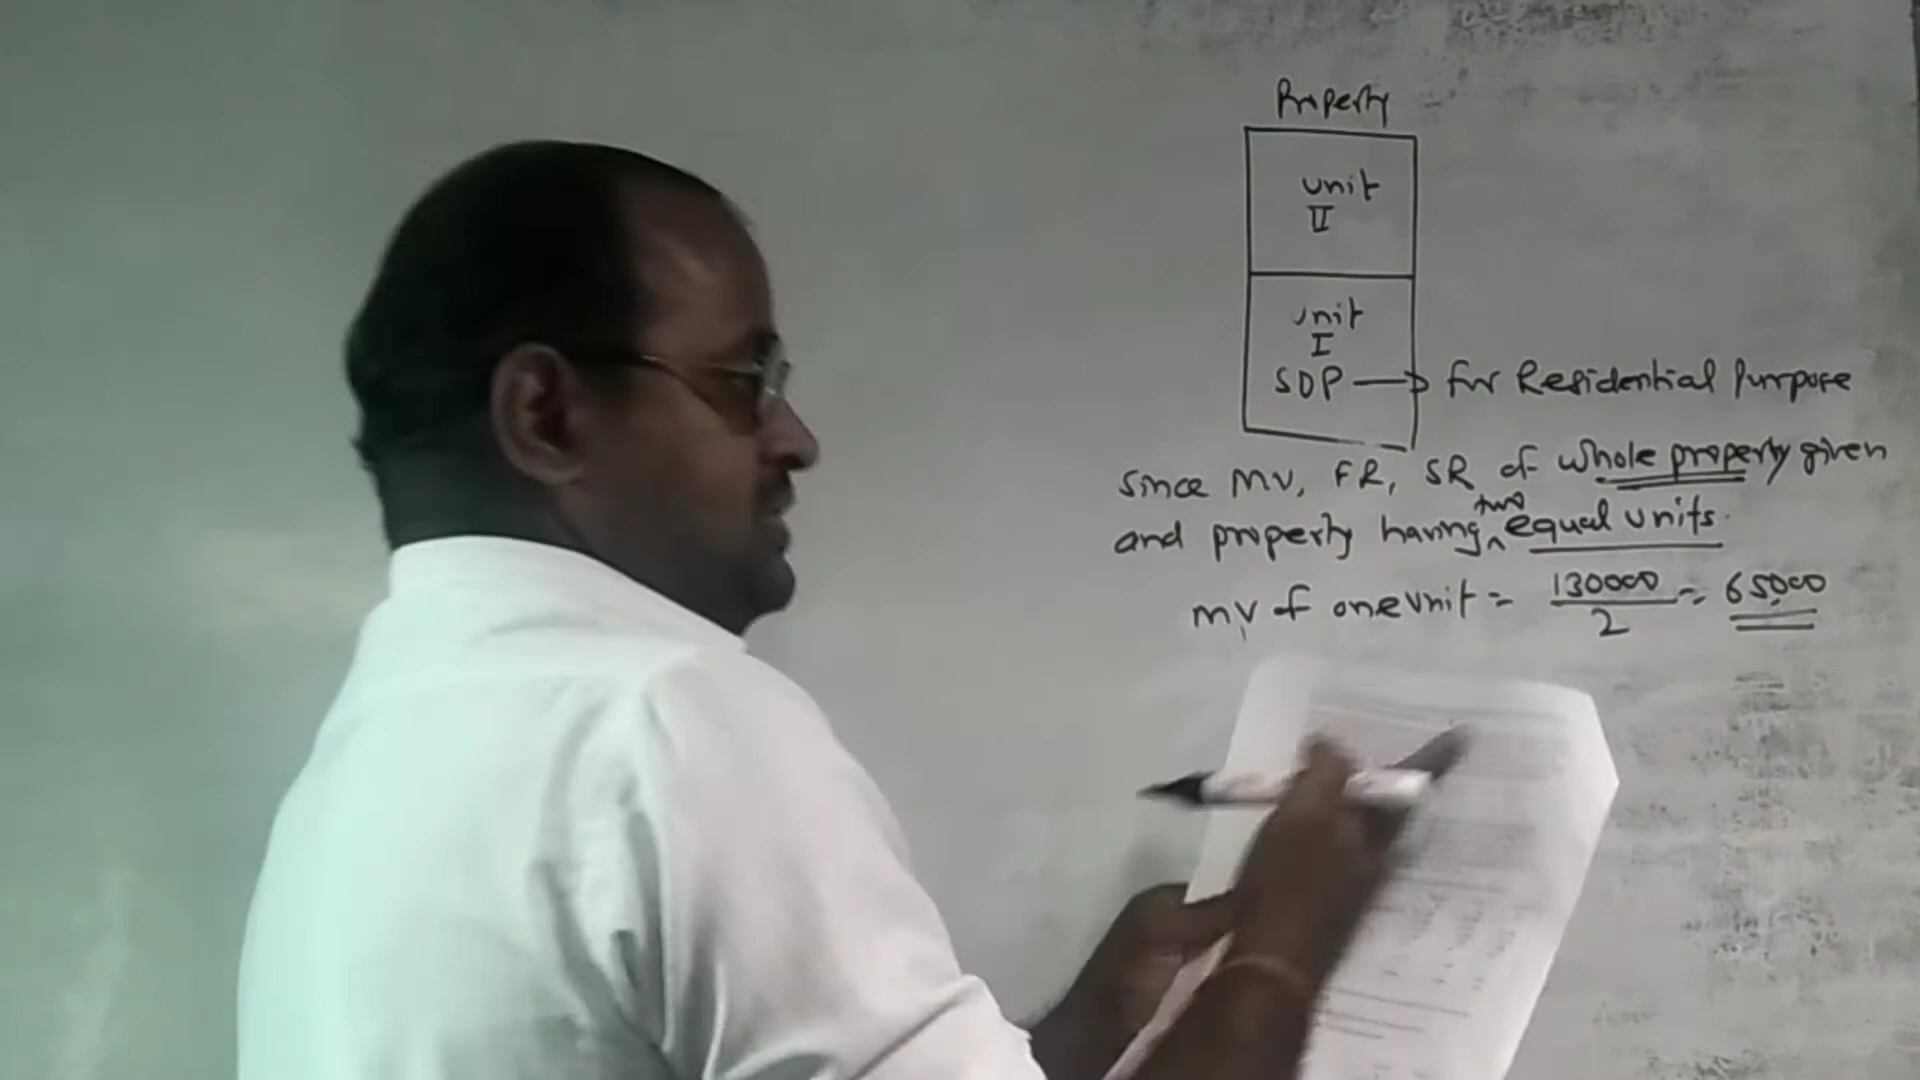 Property
unit
II
unit
I
SOP → for Residential Purpose
Since MV, FR, SR of whole property given
and property having two equal units.
MV of one unit = 130000/2 = 65000